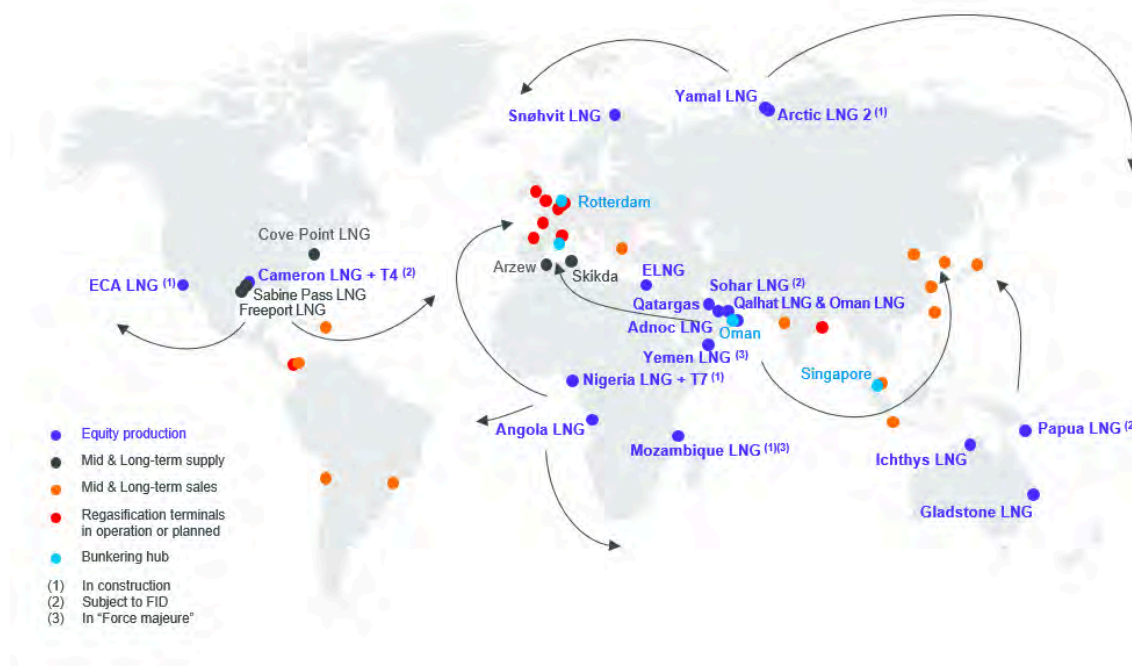 Yamal LNG
Snøhvit LNG
Arctic LNG 2 (1)
Rotterdam
Cove Point LNG
Arzew
Skikda
ELNG
ECA LNG (1)
Cameron LNG + T4 (2)
Sabine Pass LNG
Freeport LNG
Sohar LNG (2)
Qatargas
Qalhat LNG & Oman LNG
Adnoc LNG
Oman
Yemen LNG (3)
Nigeria LNG + T7 (1)
Singapore
Angola LNG
Mozambique LNG (1)(3)
Papua LNG (2
Ichthys LNG
Gladstone LNG
Equity production
Mid & Long-term supply
Mid & Long-term sales
Regasification terminals
in operation or planned
Bunkering hub
(1) In construction
(2) Subject to FID
(3) In “Force majeure”